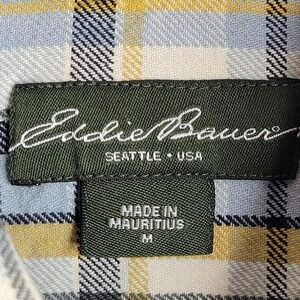 Eddie Bauer
SEATTLE • USA
MADE IN
MAURITIUS
M